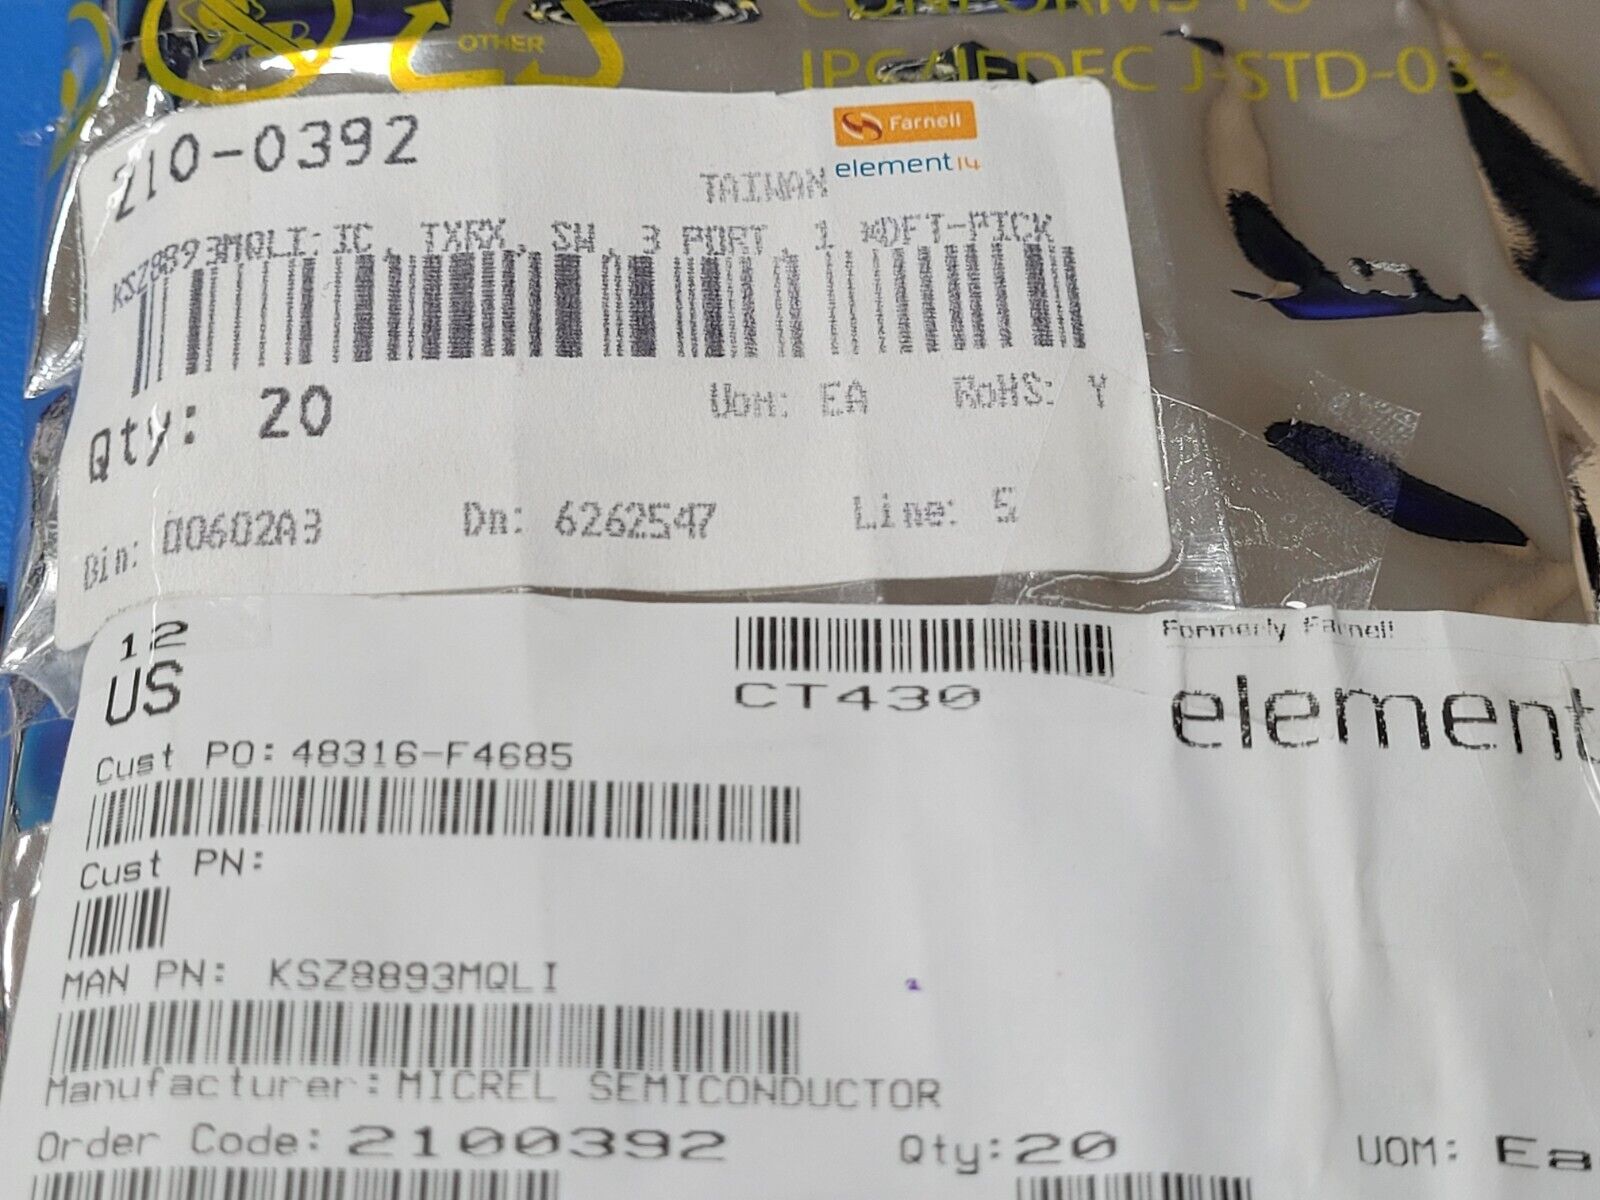 OTHER
CONFORMS TO
IPC/JEDEC J-STD-033
210-0392
Farnell
element14
TAIWAN
KSZ8893MQLI: IC, TXRX, SW, 3 PORT, 1 *DFT-PICK
Qty: 20
Uom: EA RoHS: Y
Bin: 00602A3 Dn: 6262547 Line: 5
12
US
CT430
Formerly Farnell
element
Cust PO: 48316-F4685
Cust PN:
MAN PN: KSZ8893MQLI
Manufacturer: MICREL SEMICONDUCTOR
Order Code: 2100392 Qty: 20 UOM: Ea